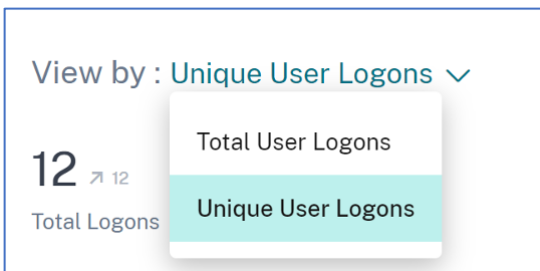 View by : Unique User Logons
Total User Logons
12 ↗ 12
Unique User Logons
Total Logons